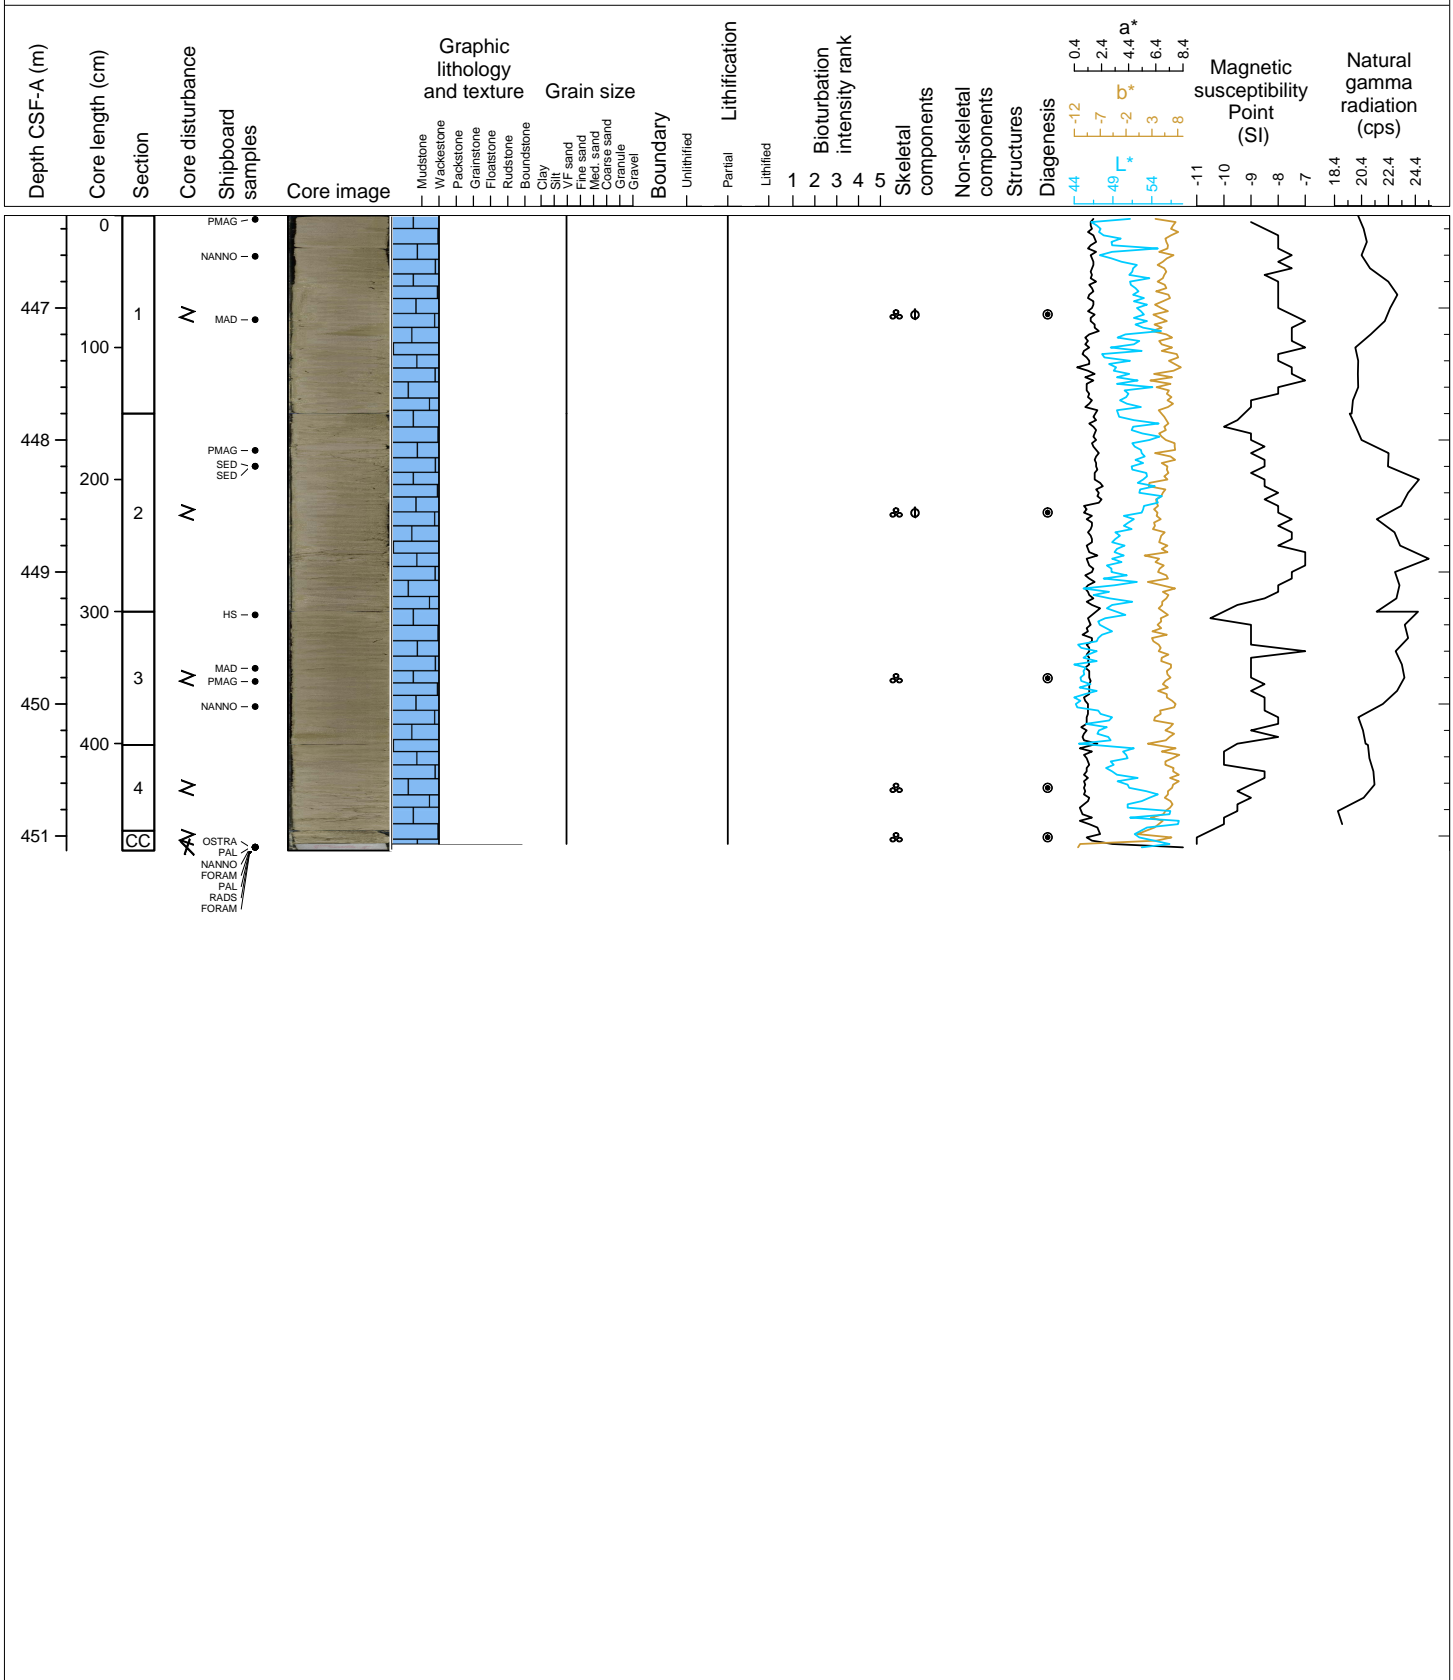 Depth CSF-A (m)
Core length (cm)
Section
Core disturbance
Shipboard
samples
Core image
Graphic
lithology
and texture
Mudstone
Wackestone
Packstone
Grainstone
Floatstone
Rudstone
Boundstone
Grain size
Clay
Silt
VF sand
Fine sand
Med. sand
Coarse sand
Granule
Gravel
Boundary
Lithification
Unlithified
Partial
Lithified
Bioturbation
intensity rank
1 2 3 4 5
Skeletal
components
Non-skeletal
components
Structures
Diagenesis
a*
0.4 2.4 4.4 6.4 8.4
b*
-12 -7 -2 3 8
L*
44 49 54
Magnetic
susceptibility
Point
(SI)
-11 -10 -9 -8 -7
Natural
gamma
radiation
(cps)
18.4 20.4 22.4 24.4
0
PMAG
NANNO
447
1
MAD
100
448
PMAG
SED
SED
200
2
449
300
HS
MAD
3
PMAG
450
NANNO
400
4
451
CC
OSTRA
PAL
NANNO
FORAM
PAL
RADS
FORAM